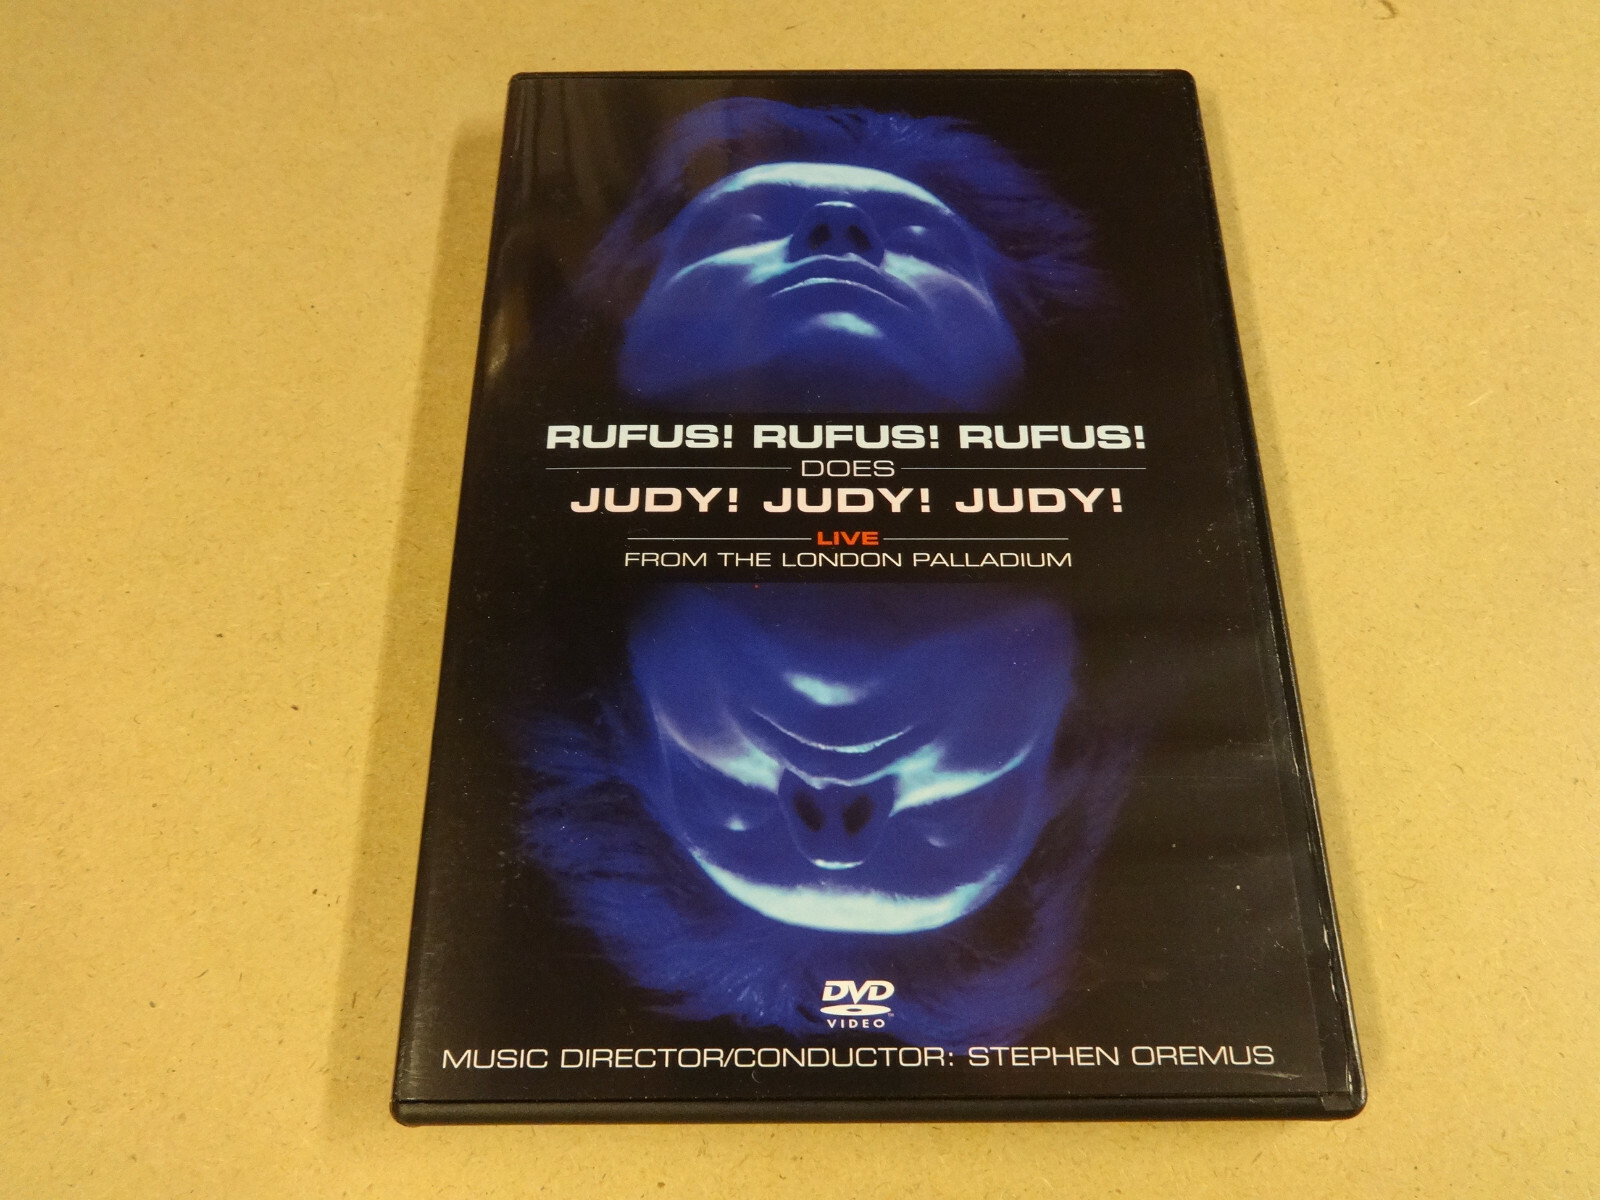 RUFUS! RUFUS! RUFUS!
DOES
JUDY! JUDY! JUDY!
LIVE
FROM THE LONDON PALLADIUM
DVD
VIDEO
MUSIC DIRECTOR/CONDUCTOR: STEPHEN OREMUS